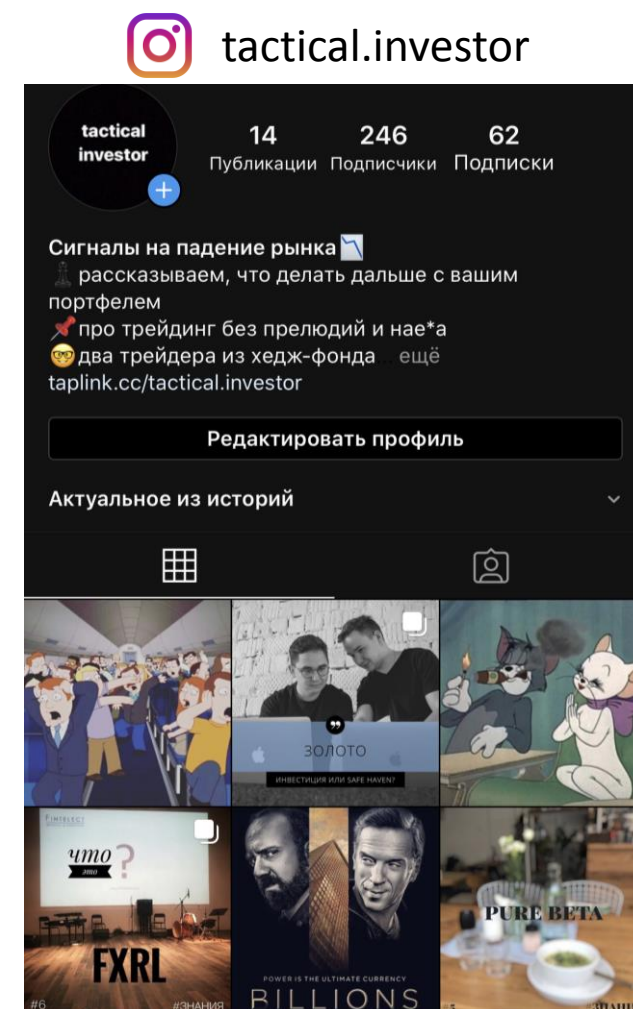 tactical.investor
tactical
investor
14
246
62
Публикации
Подписчики
Подписки
Сигналы на падение рынка
рассказываем, что делать дальше с вашим
портфелем
про трейдинг без прелюдий и нае*а
два трейдера из хедж-фонда... ещё
taplink.cc/tactical.investor
Редактировать профиль
Актуальное из историй
ЗОЛОТО
ИНВЕСТИЦИЯ ИЛИ SAFE HAVEN?
FINTELECT
что
это
?
FXRL
#6
#ЗНАНИЯ
POWER IS THE ULTIMATE CURRENCY
BILLIONS
PURE BETA
#ЗНАНИЯ